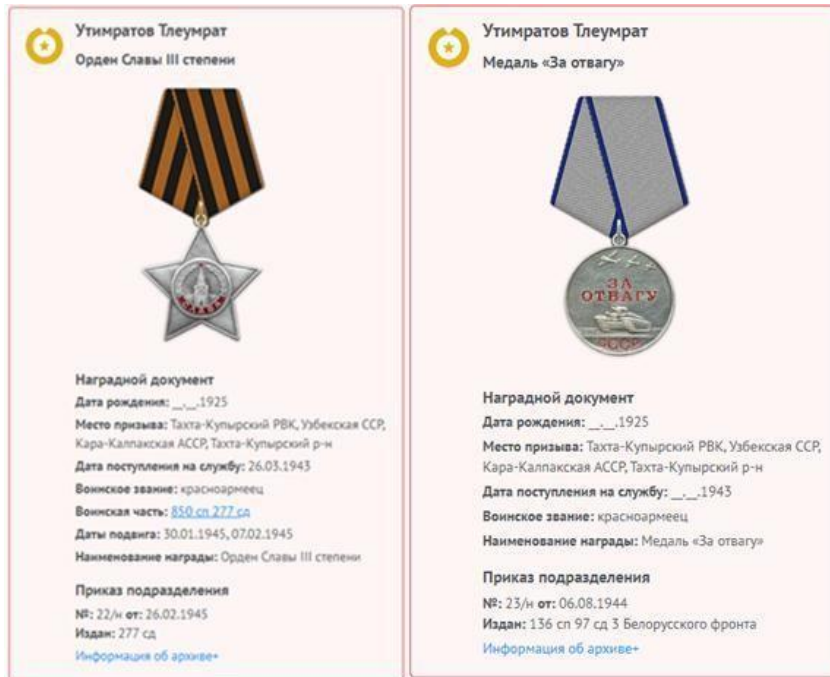 Утимратов Тлеумрат
Орден Славы III степени
СЛАВА
Наградной документ
Дата рождения: __.__.1925
Место призыва: Тахта-Купырский РВК, Узбекская ССР,
Кара-Калпакская АССР, Тахта-Купырский р-н
Дата поступления на службу: 26.03.1943
Воинское звание: красноармеец
Воинская часть: 850 сп 277 сд
Даты подвига: 30.01.1945, 07.02.1945
Наименование награды: Орден Славы III степени
Приказ подразделения
№: 22/н от: 26.02.1945
Издан: 277 сд
Информация об архиве+
Утимратов Тлеумрат
Медаль «За отвагу»
ЗА
ОТВАГУ
СССР
Наградной документ
Дата рождения: __.__.1925
Место призыва: Тахта-Купырский РВК, Узбекская ССР,
Кара-Калпакская АССР, Тахта-Купырский р-н
Дата поступления на службу: __.__.1943
Воинское звание: красноармеец
Наименование награды: Медаль «За отвагу»
Приказ подразделения
№: 23/н от: 06.08.1944
Издан: 136 сп 97 сд 3 Белорусского фронта
Информация об архиве+